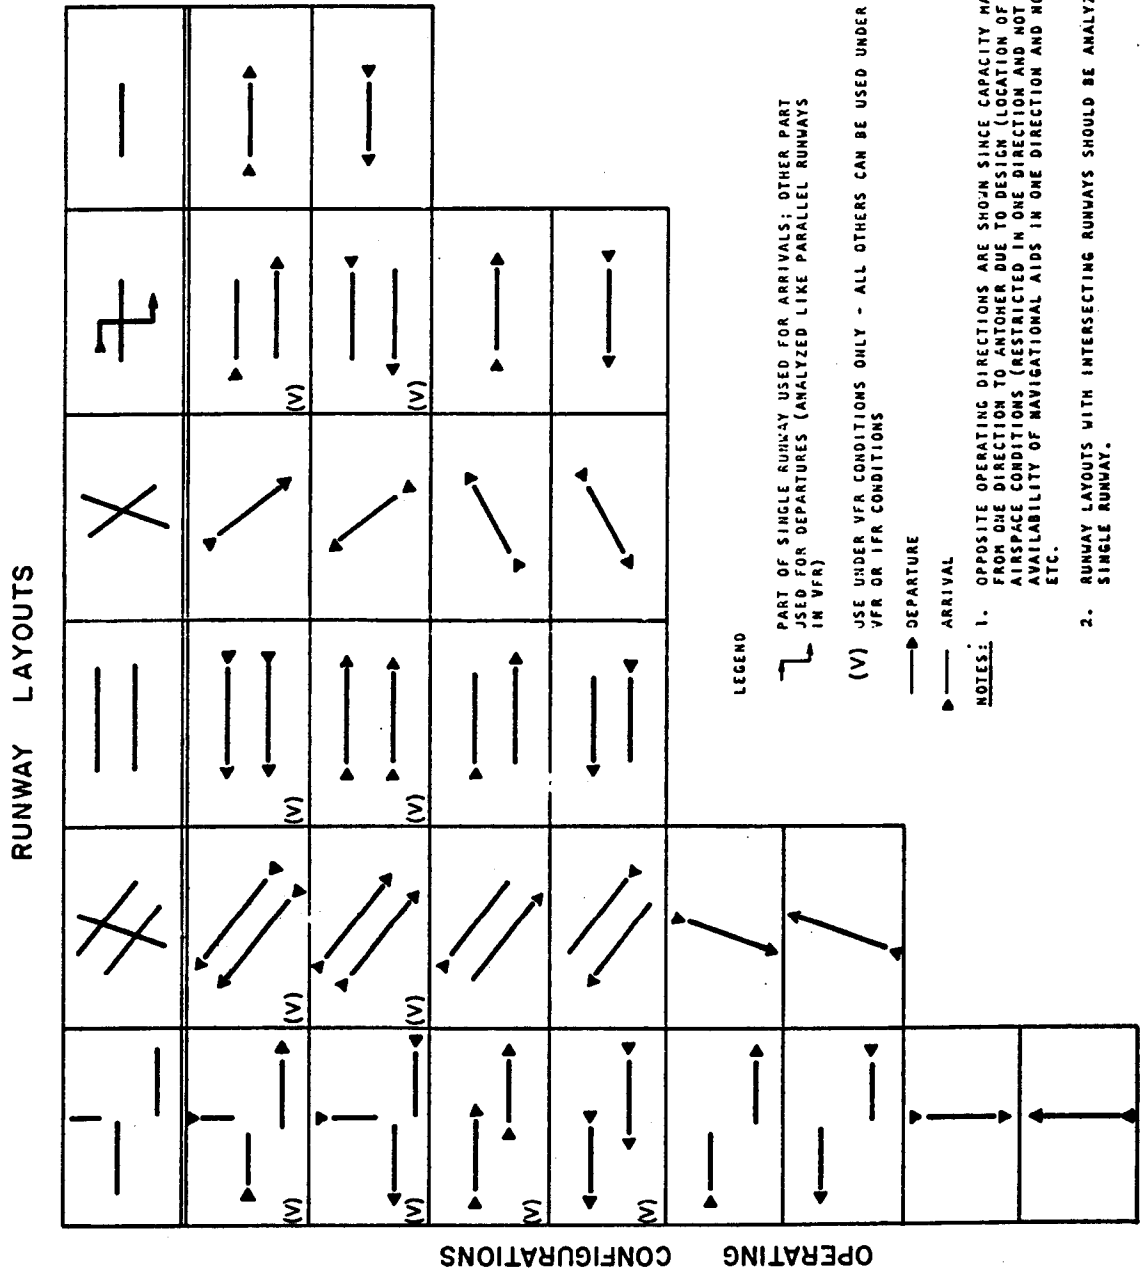 RUNWAY LAYOUTS
OPERATING CONFIGURATIONS
(V)
(V)
(V)
(V)
(V)
(V)
(V)
(V)
(V)
(V)
LEGEND
PART OF SINGLE RUNWAY USED FOR ARRIVALS; OTHER PART
USED FOR DEPARTURES (ANALYZED LIKE PARALLEL RUNWAYS
IN VFR)
(V) USE UNDER VFR CONDITIONS ONLY - ALL OTHERS CAN BE USED UNDER
VFR OR IFR CONDITIONS
DEPARTURE
ARRIVAL
NOTES: 1. OPPOSITE OPERATING DIRECTIONS ARE SHOWN SINCE CAPACITY MA
FROM ONE DIRECTION TO ANTOHER DUE TO DESIGN (LOCATION OF
AIRSPACE CONDITIONS (RESTRICTED IN ONE DIRECTION AND NOT
AVAILABILITY OF NAVIGATIONAL AIDS IN ONE DIRECTION AND NO
ETC.
2. RUNWAY LAYOUTS WITH INTERSECTING RUNWAYS SHOULD BE ANALYZ
SINGLE RUNWAY.